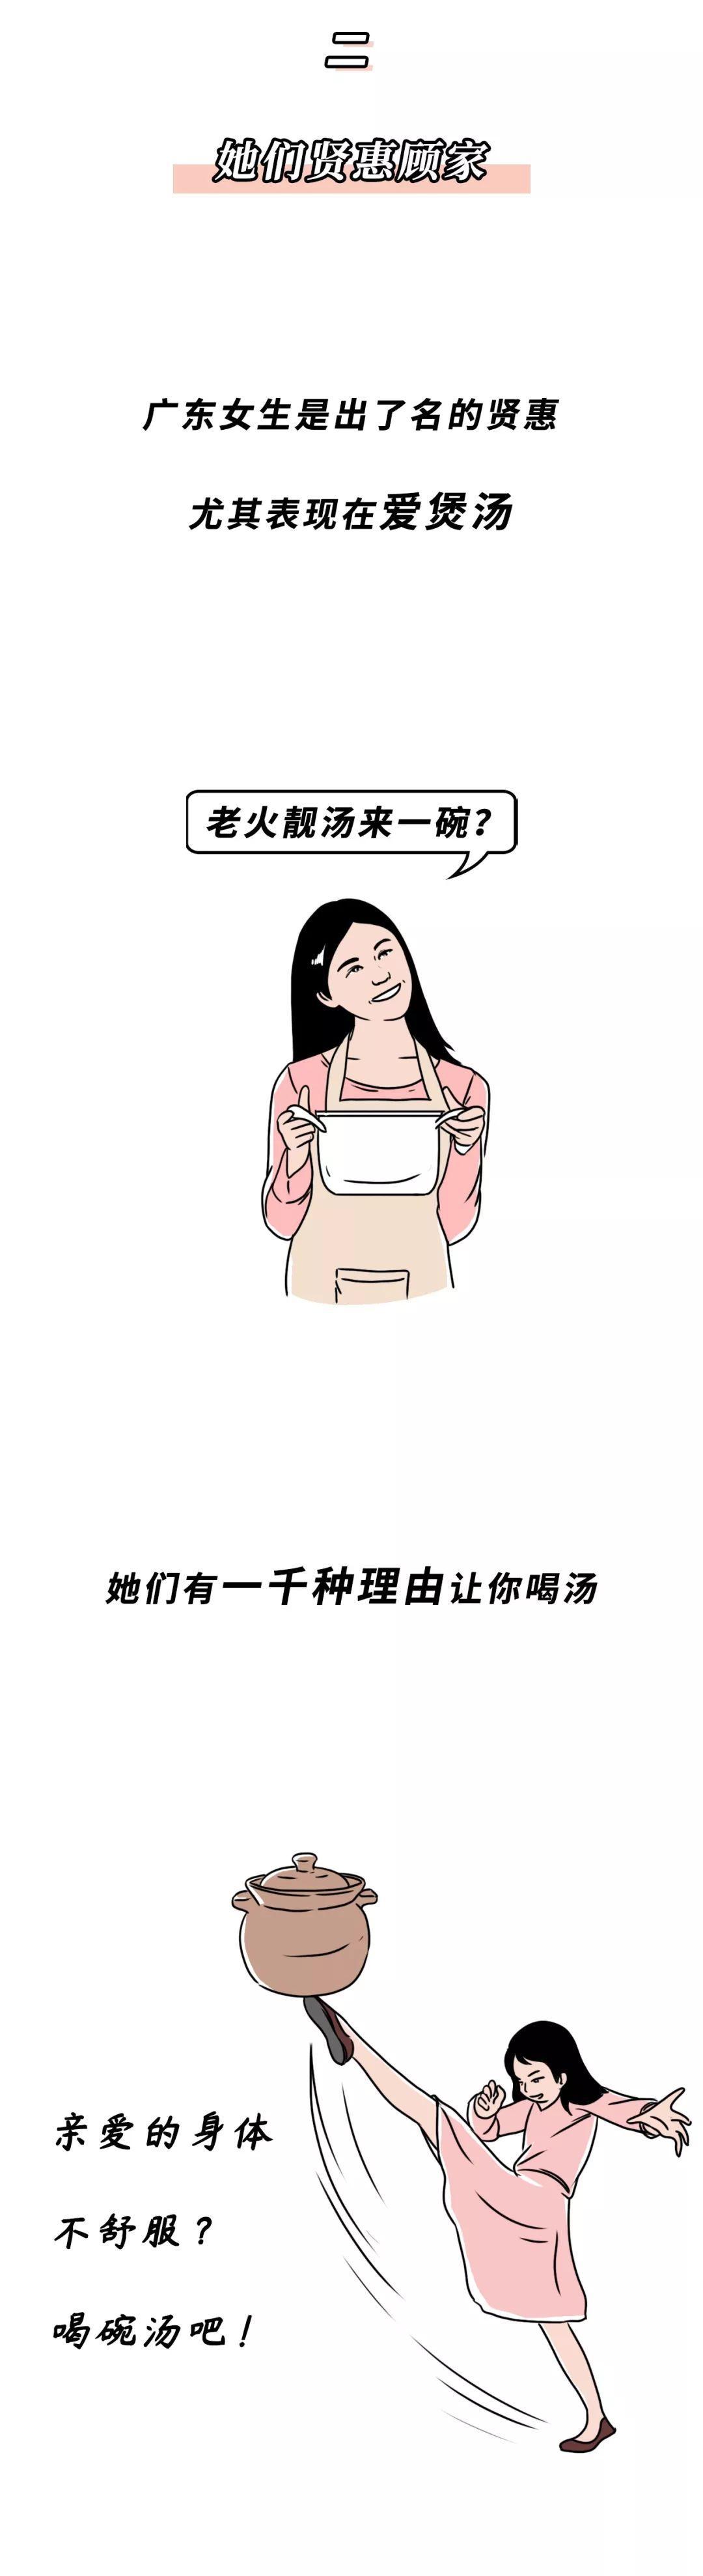 二
她们贤惠顾家
广东女生是出了名的贤惠
尤其表现在爱煲汤
老火靓汤来一碗？
她们有一千种理由让你喝汤
亲爱的身体
不舒服？
喝碗汤吧！